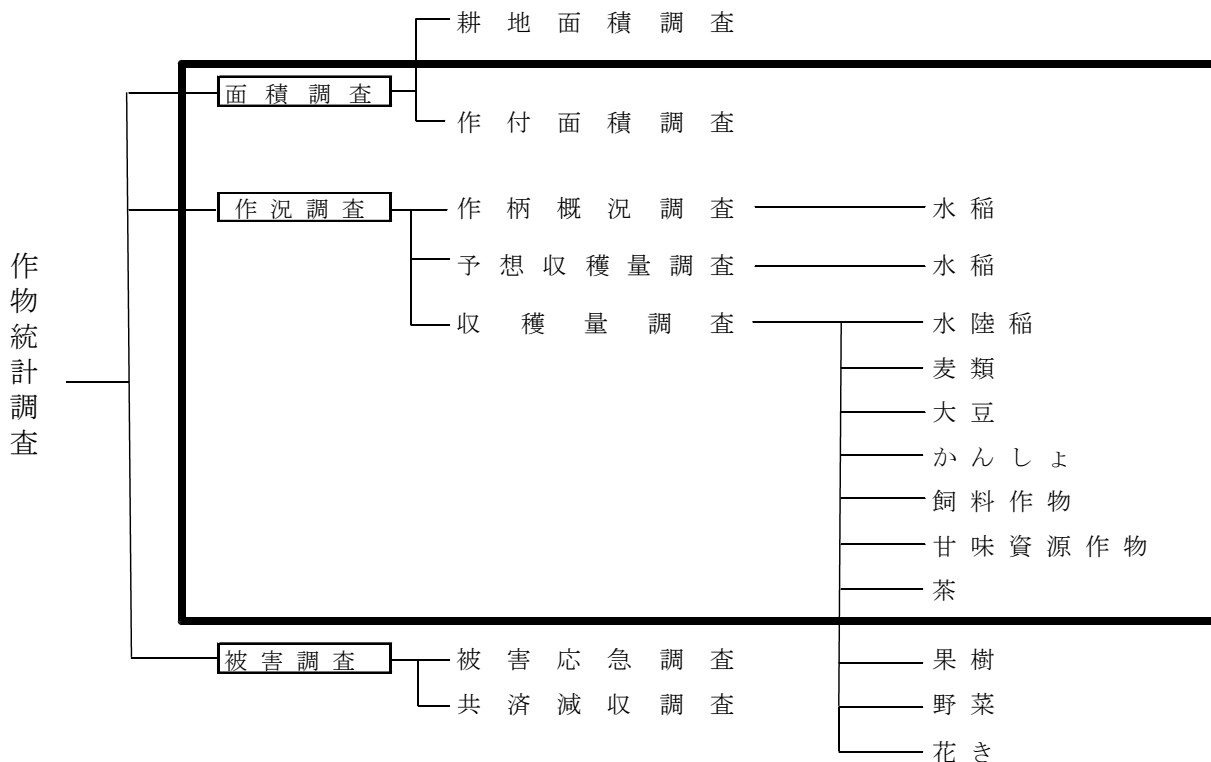 耕地面積調査
面積調査
作付面積調査
作況調査
作柄概況調査
水稲
作物統計調査
予想収穫量調査
水稲
収穫量調査
水陸稲
麦類
大豆
かんしょ
飼料作物
甘味資源作物
茶
被害調査
被害応急調査
果樹
共済減収調査
野菜
花き